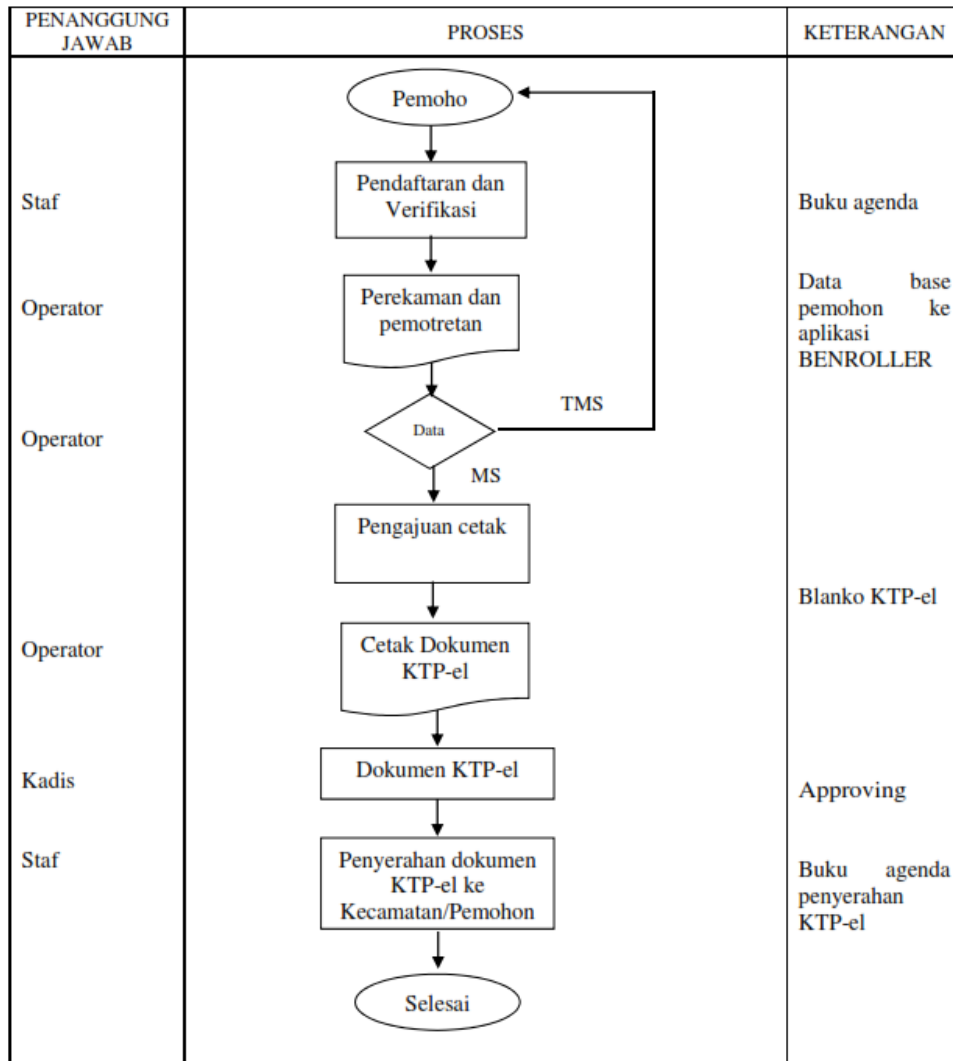 PENANGGUNG
JAWAB
PROSES
KETERANGAN
Pemoho
Staf
Pendaftaran dan
Verifikasi
Buku agenda
Operator
Perekaman dan
pemotretan
Data base
pemohon ke
aplikasi
BENROLLER
Operator
Data
TMS
MS
Pengajuan cetak
Blanko KTP-el
Operator
Cetak Dokumen
KTP-el
Kadis
Dokumen KTP-el
Approving
Staf
Penyerahan dokumen
KTP-el ke
Kecamatan/Pemohon
Buku agenda
penyerahan
KTP-el
Selesai